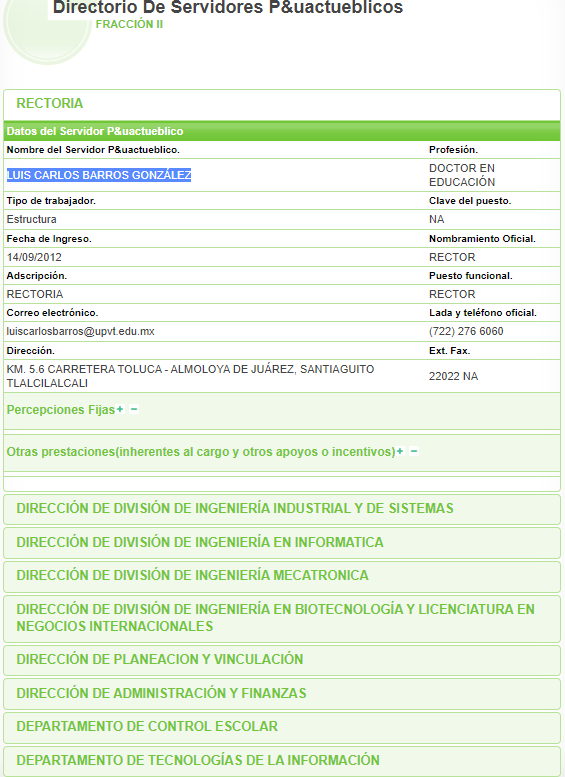 Directorio De Servidores P&uactueblicos
FRACCIÓN II
RECTORIA
Datos del Servidor P&uactueblico
Nombre del Servidor P&uactueblico. Profesión.
LUIS CARLOS BARROS GONZÁLEZ DOCTOR EN
EDUCACIÓN
Tipo de trabajador. Clave del puesto.
Estructura NA
Fecha de Ingreso. Nombramiento Oficial.
14/09/2012 RECTOR
Adscripción. Puesto funcional.
RECTORIA RECTOR
Correo electrónico. Lada y teléfono oficial.
luiscarlosbarros@upvt.edu.mx (722) 276 6060
Dirección. Ext. Fax.
KM. 5.6 CARRETERA TOLUCA - ALMOLOYA DE JUÁREZ, SANTIAGUITO
TLALCILALCALI 22022 NA
Percepciones Fijas+ −
Otras prestaciones(inherentes al cargo y otros apoyos o incentivos)+ −
DIRECCIÓN DE DIVISIÓN DE INGENIERÍA INDUSTRIAL Y DE SISTEMAS
DIRECCIÓN DE DIVISIÓN DE INGENIERÍA EN INFORMATICA
DIRECCIÓN DE DIVISIÓN DE INGENIERÍA MECATRONICA
DIRECCIÓN DE DIVISIÓN DE INGENIERÍA EN BIOTECNOLOGÍA Y LICENCIATURA EN
NEGOCIOS INTERNACIONALES
DIRECCIÓN DE PLANEACION Y VINCULACIÓN
DIRECCIÓN DE ADMINISTRACIÓN Y FINANZAS
DEPARTAMENTO DE CONTROL ESCOLAR
DEPARTAMENTO DE TECNOLOGÍAS DE LA INFORMACIÓN